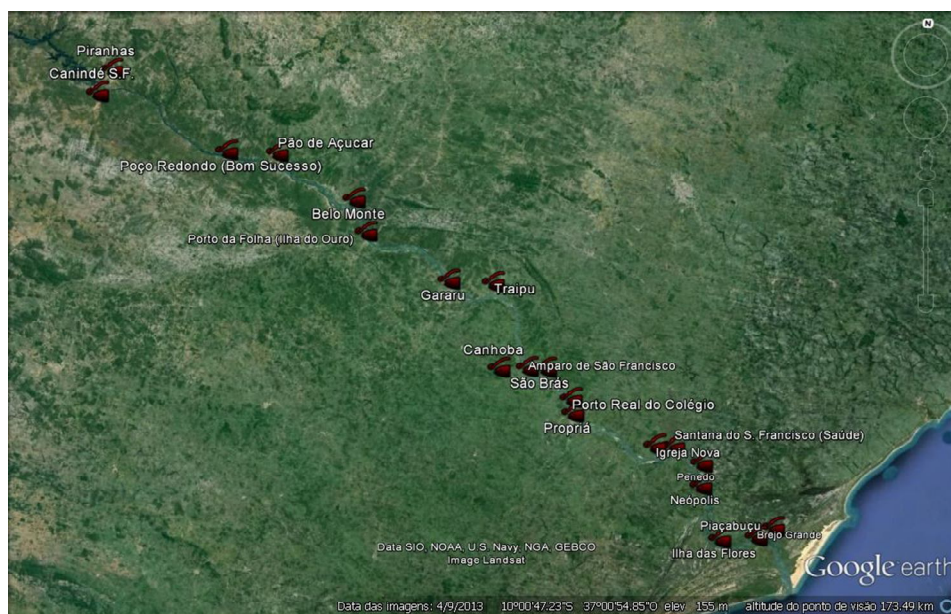 N
Piranhas
Canindé S.F.
Pão de Açucar
Poço Redondo (Bom Sucesso)
Belo Monte
Porto da Folha (Ilha do Ouro)
Gararu
Traipu
Canhoba
Amparo de São Francisco
São Brás
Porto Real do Colégio
Propriá
Santana do S. Francisco (Saúde)
Igreja Nova
Penedo
Neópolis
Piaçabuçu
Brejo Grande
Ilha das Flores
Data SIO, NOAA, U.S. Navy, NGA, GEBCO
Image Landsat
Google earth
Data das imagens: 4/9/2013 10°00'47.23"S 37°00'54.85"O elev 155 m altitude do ponto de visão 173.49 km